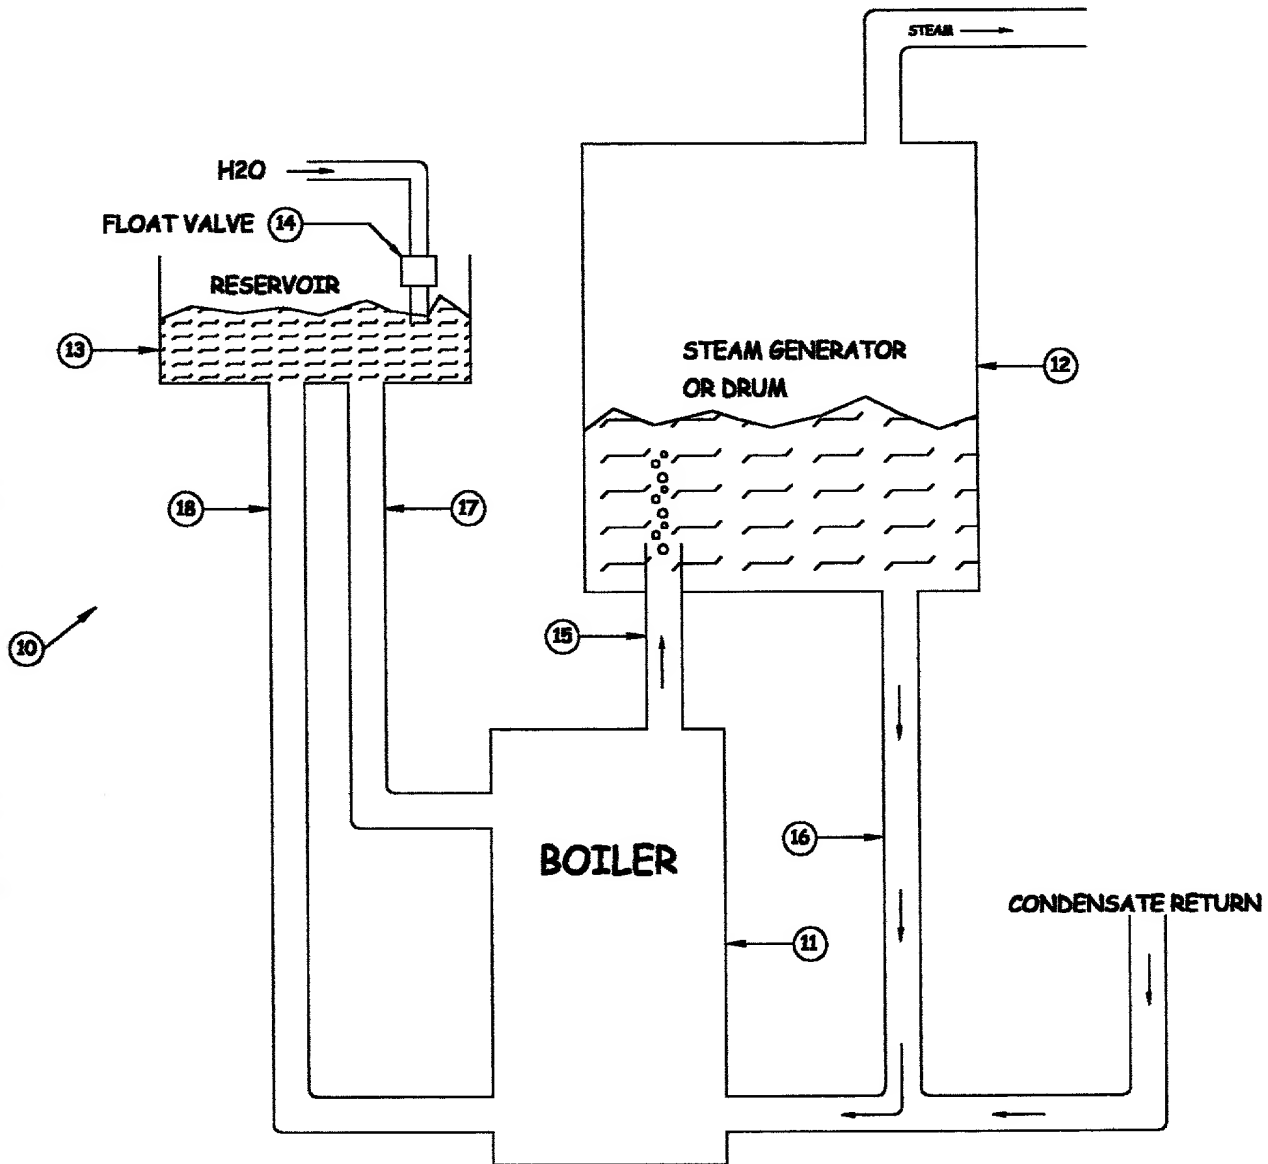 STEAM
H2O
FLOAT VALVE 14
RESERVOIR
13
STEAM GENERATOR
OR DRUM
12
18
17
15
10
16
BOILER
CONDENSATE RETURN
11